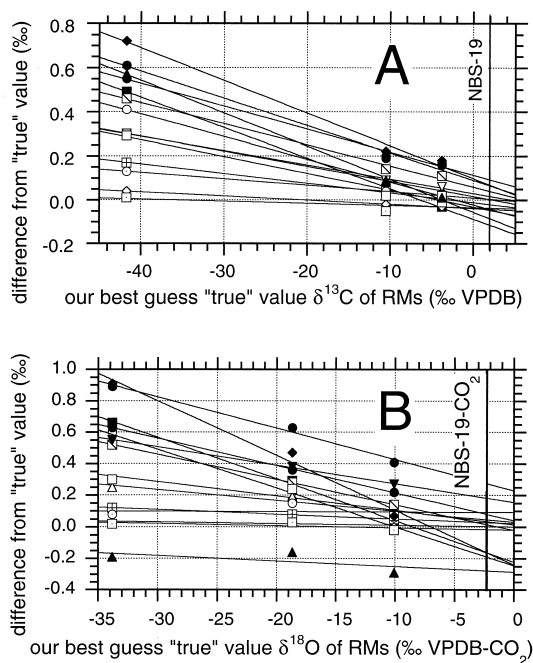 difference from "true" value (‰)
0.8
0.6
0.4
0.2
0.0
-0.2
A
NBS-19
-40 -30 -20 -10 0
our best guess "true" value δ¹³C of RMs (‰ VPDB)
difference from "true" value (‰)
1.0
0.8
0.6
0.4
0.2
0.0
-0.2
-0.4
B
NBS-19-CO₂
-35 -30 -25 -20 -15 -10 -5 0
our best guess "true" value δ¹⁸O of RMs (‰ VPDB-CO₂)